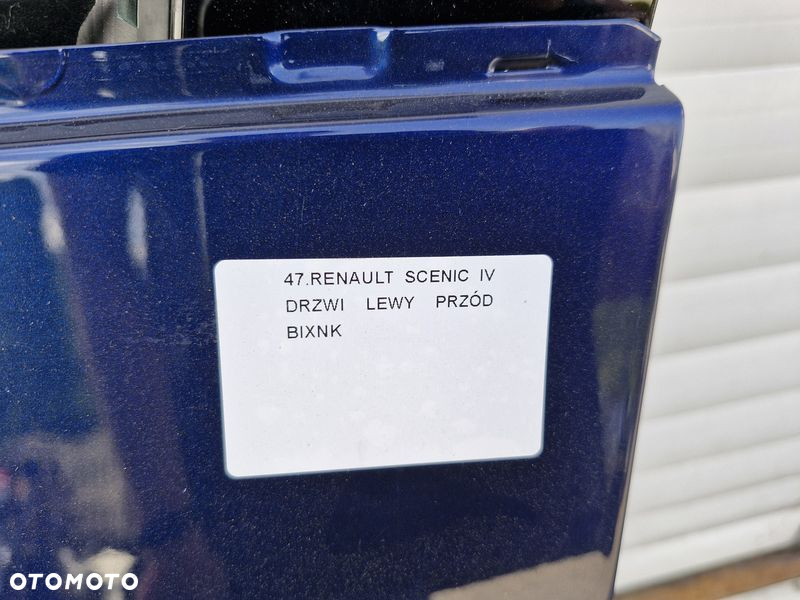 47.RENAULT SCENIC IV
DRZWI LEWY PRZÓD
BIXNK
OTOMOTO